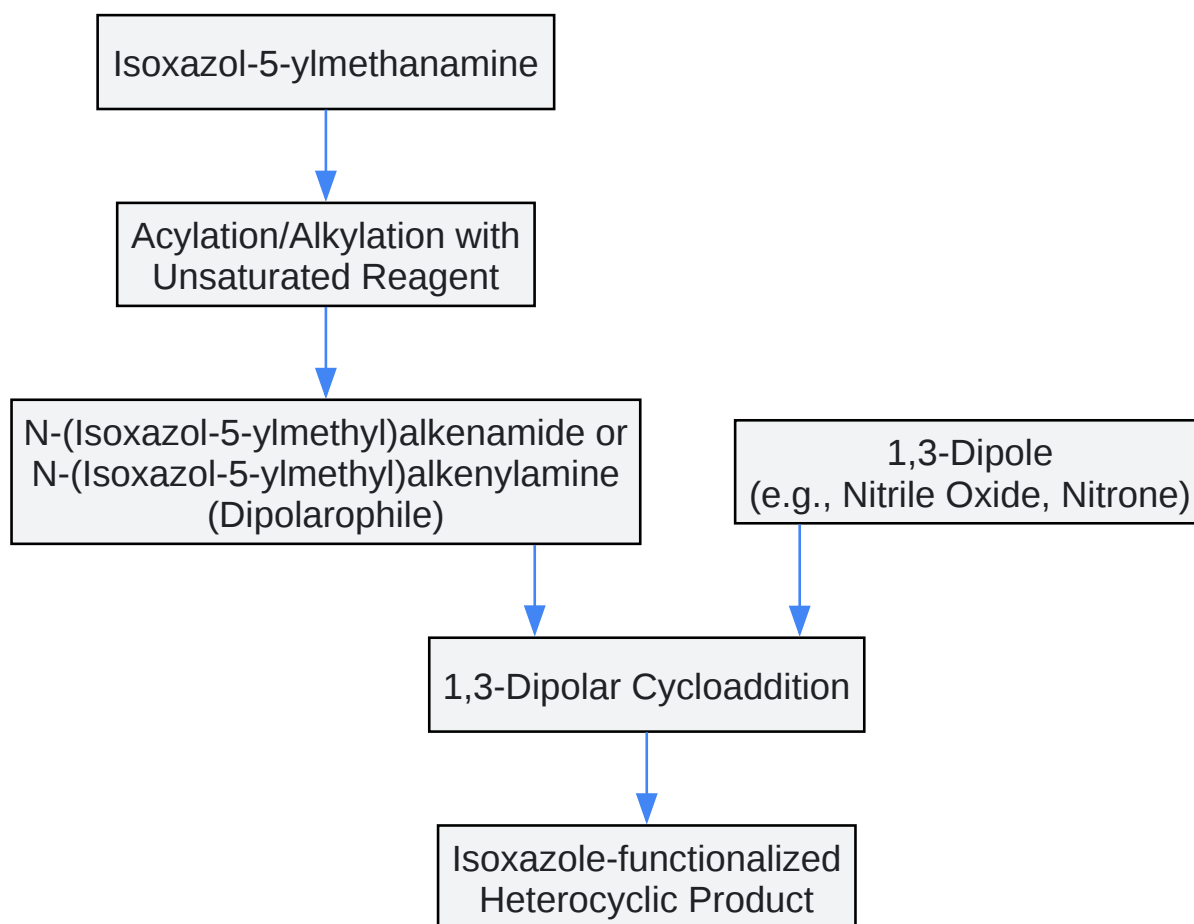 Isoxazol-5-ylmethanamine
Acylation/Alkylation with
Unsaturated Reagent
N-(Isoxazol-5-ylmethyl)alkenamide or
N-(Isoxazol-5-ylmethyl)alkenylamine
(Dipolarophile)
1,3-Dipole
(e.g., Nitrile Oxide, Nitrone)
1,3-Dipolar Cycloaddition
Isoxazole-functionalized
Heterocyclic Product